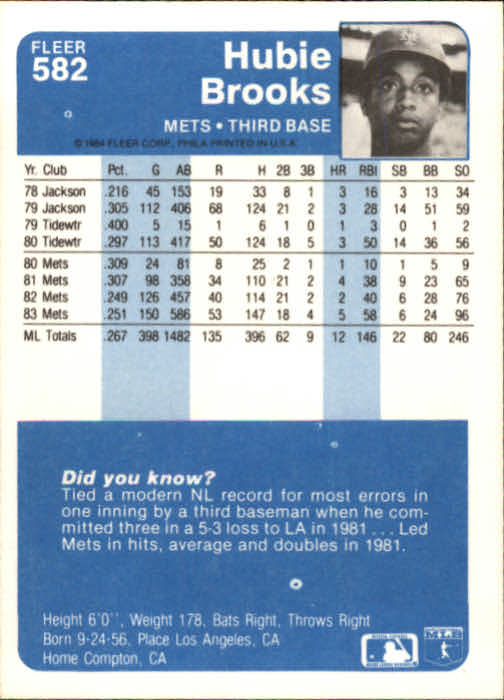 FLEER
582
Hubie
Brooks
METS • THIRD BASE
© 1984 FLEER CORP., PHILA PRINTED IN U.S.A.
Yr. Club Pct. G AB R H 2B 3B HR RBI SB BB SO
78 Jackson .216 45 153 19 33 8 1 3 16 3 13 34
79 Jackson .305 112 406 68 124 21 2 3 28 14 51 59
79 Tidewtr .400 5 15 1 6 1 0 1 3 0 1 2
80 Tidewtr .297 113 417 50 124 18 5 3 50 14 36 56
80 Mets .309 24 81 8 25 2 1 1 10 1 5 9
81 Mets .307 98 358 34 110 21 2 4 38 9 23 65
82 Mets .249 126 457 40 114 21 2 2 40 6 28 76
83 Mets .251 150 586 53 147 18 4 5 58 6 24 96
ML Totals .267 398 1482 135 396 62 9 12 146 22 80 246
Did you know?
Tied a modern NL record for most errors in
one inning by a third baseman when he com-
mitted three in a 5-3 loss to LA in 1981 . . . Led
Mets in hits, average and doubles in 1981.
Height 6'0'', Weight 178, Bats Right, Throws Right
Born 9-24-56, Place Los Angeles, CA
Home Compton, CA